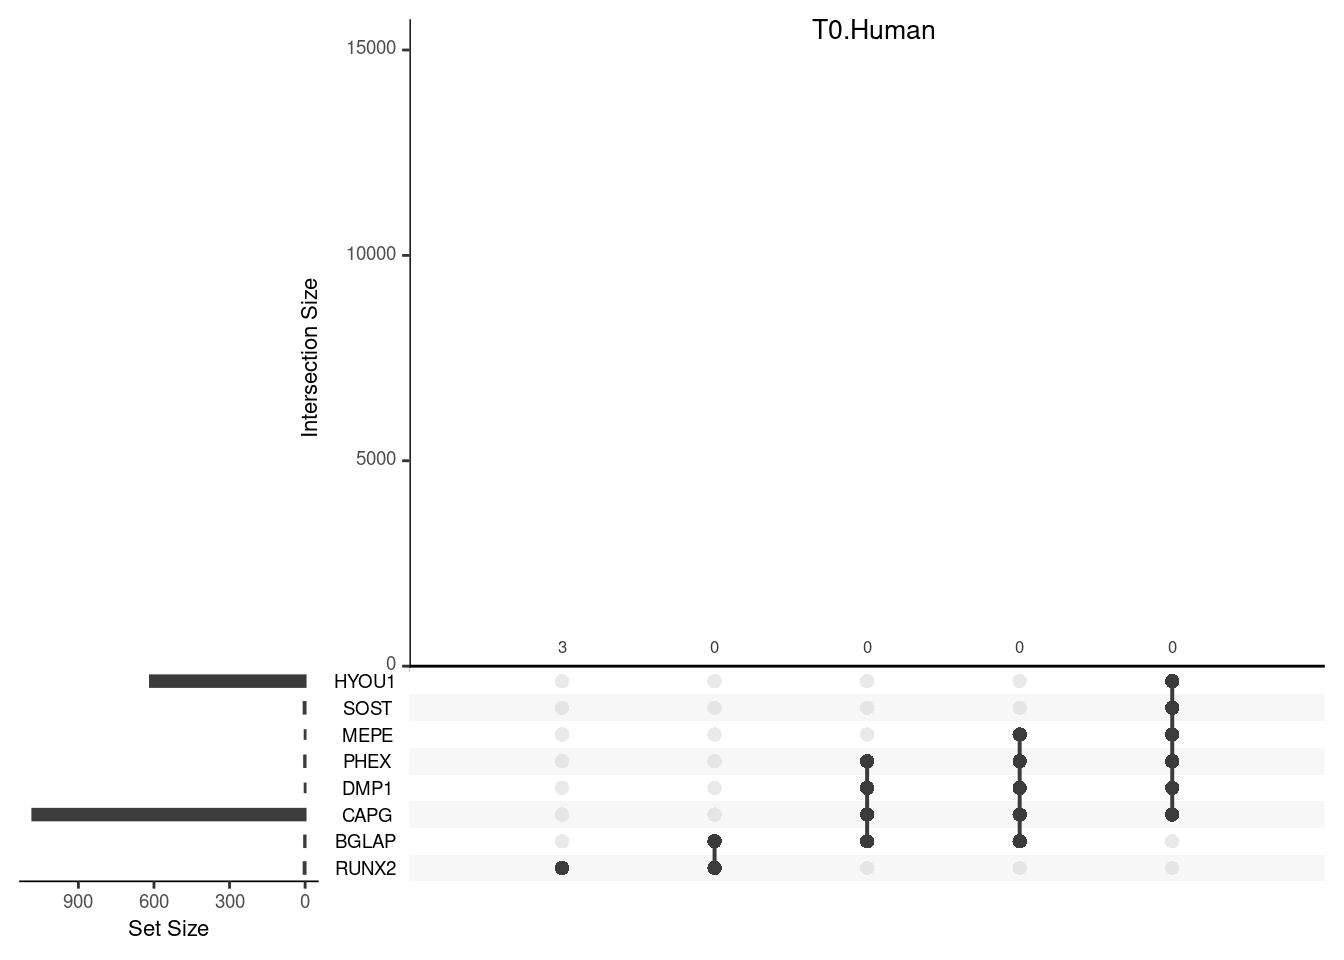 T0.Human
15000
10000
5000
0
Intersection Size
3 0 0 0 0
HYOU1
SOST
MEPE
PHEX
DMP1
CAPG
BGLAP
RUNX2
900 600 300 0
Set Size